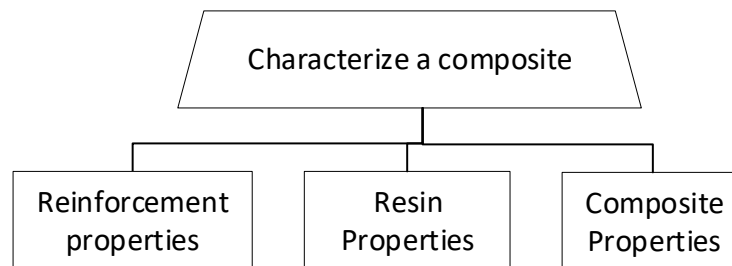 Characterize a composite
Reinforcement
properties
Resin
Properties
Composite
Properties